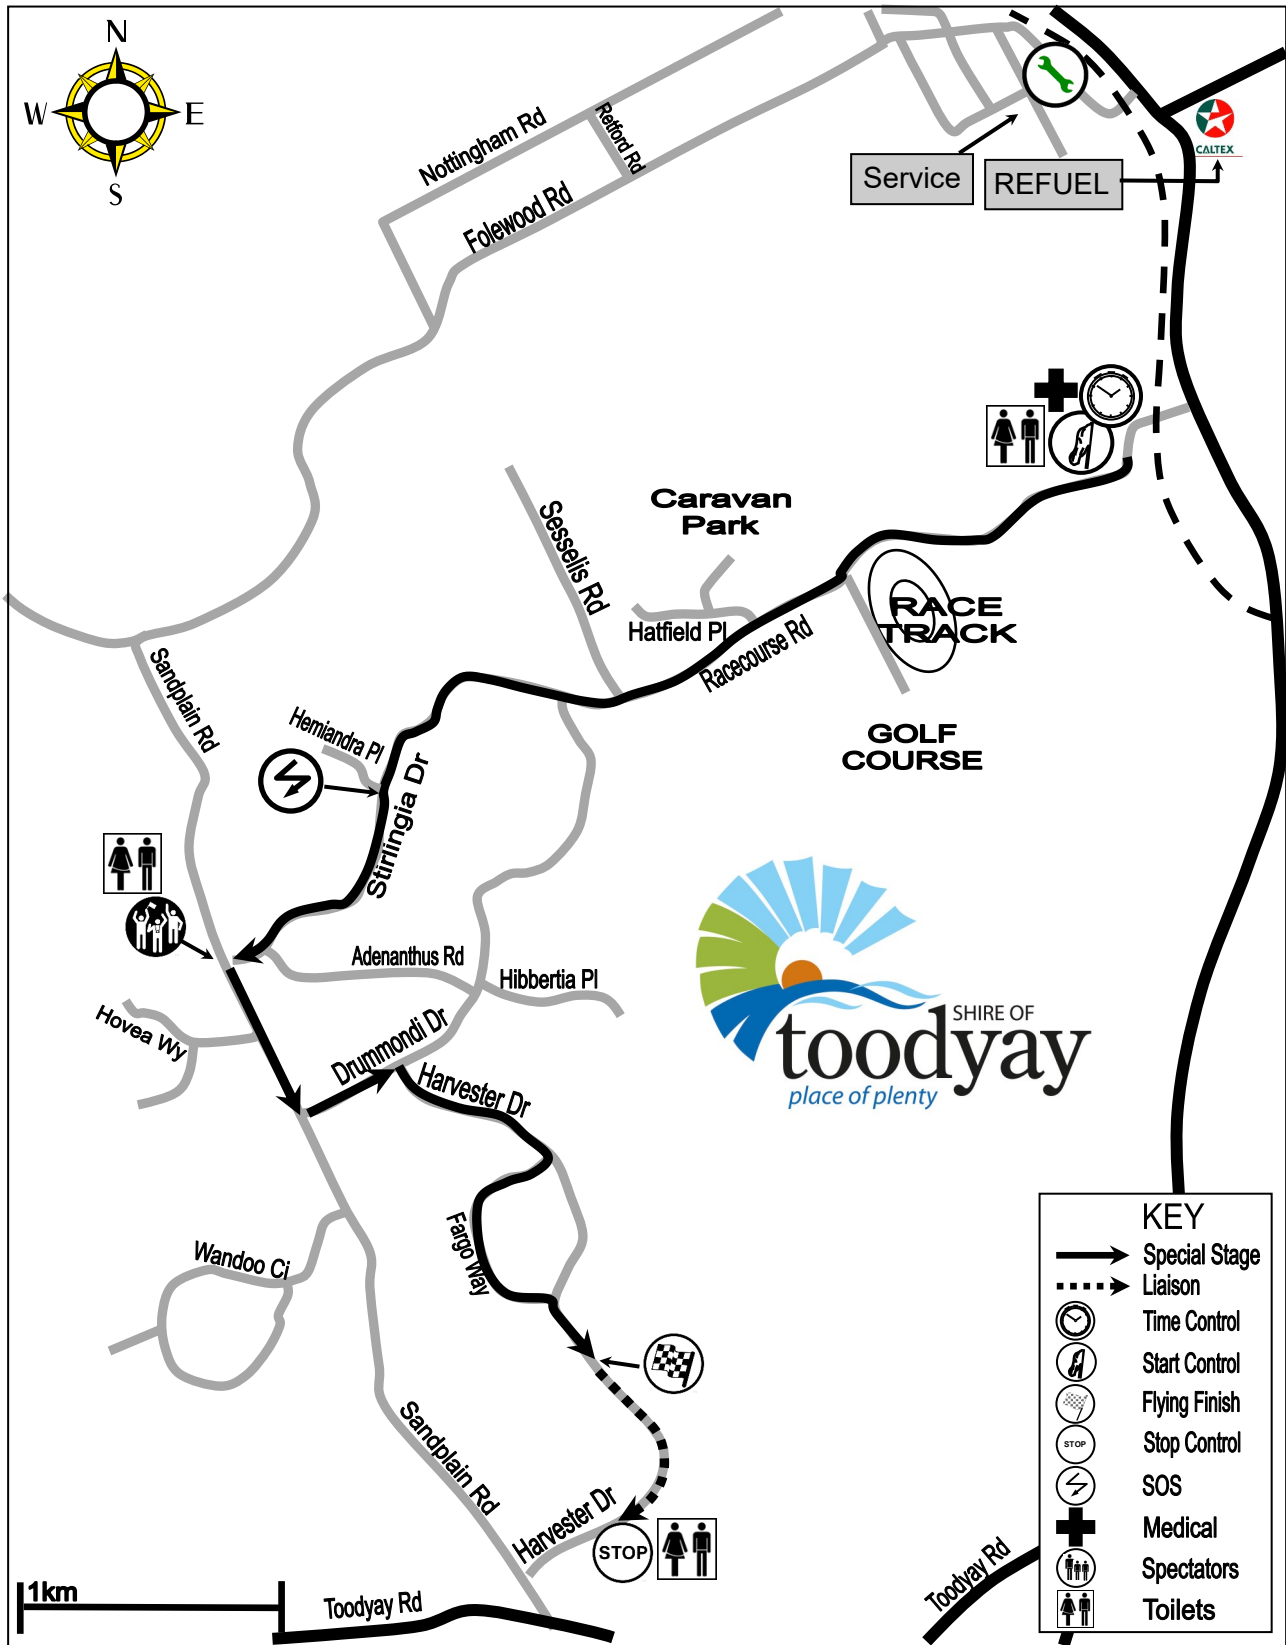 N
W
E
S
Nottingham Rd
Retford Rd
Folewood Rd
Service
REFUEL
CALTEX
Caravan
Park
Sesselis Rd
Hatfield Pl
Racecourse Rd
RACE
TRACK
GOLF
COURSE
Sandplain Rd
Hemiandra Pl
Stirlingia Dr
Adenanthus Rd
Hibbertia Pl
Hovea Wy
Drummondi Dr
Harvester Dr
SHIRE OF
toodyay
place of plenty
Fargo Way
Wandoo Ci
Sandplain Rd
Harvester Dr
STOP
1km
Toodyay Rd
Toodyay Rd
KEY
Special Stage
Liaison
Time Control
Start Control
Flying Finish
STOP
Stop Control
SOS
Medical
Spectators
Toilets